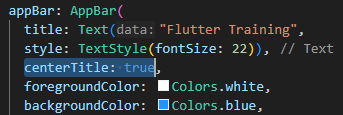 appBar: AppBar(
title: Text(data: "Flutter Training",
style: TextStyle(fontSize: 22)), // Text
centerTitle: true,
foregroundColor: Colors.white,
backgroundColor: Colors.blue,